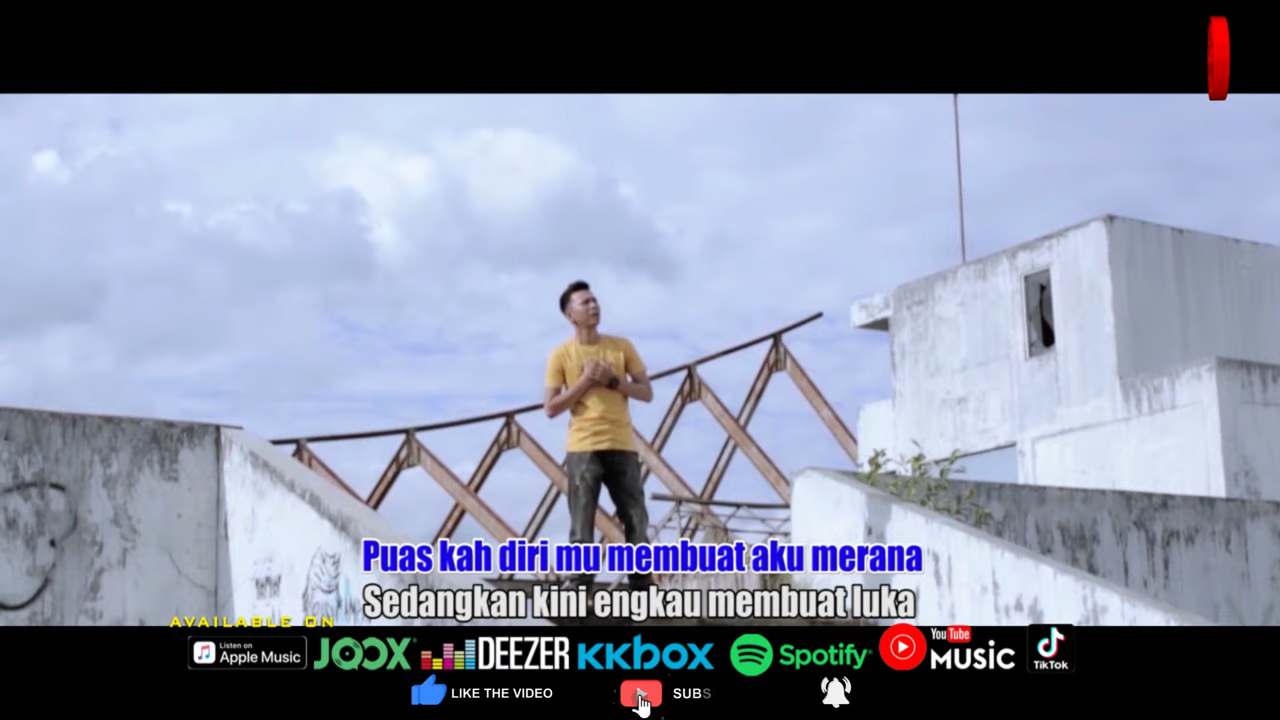 Puas kah diri mu membuat aku merana
Sedangkan kini engkau membuat luka
AVAILABLE ON
Listen on
Apple Music
JOOX
DEEZER
KKBOX
Spotify
YouTube
MUSIC
TikTok
LIKE THE VIDEO
SUBS